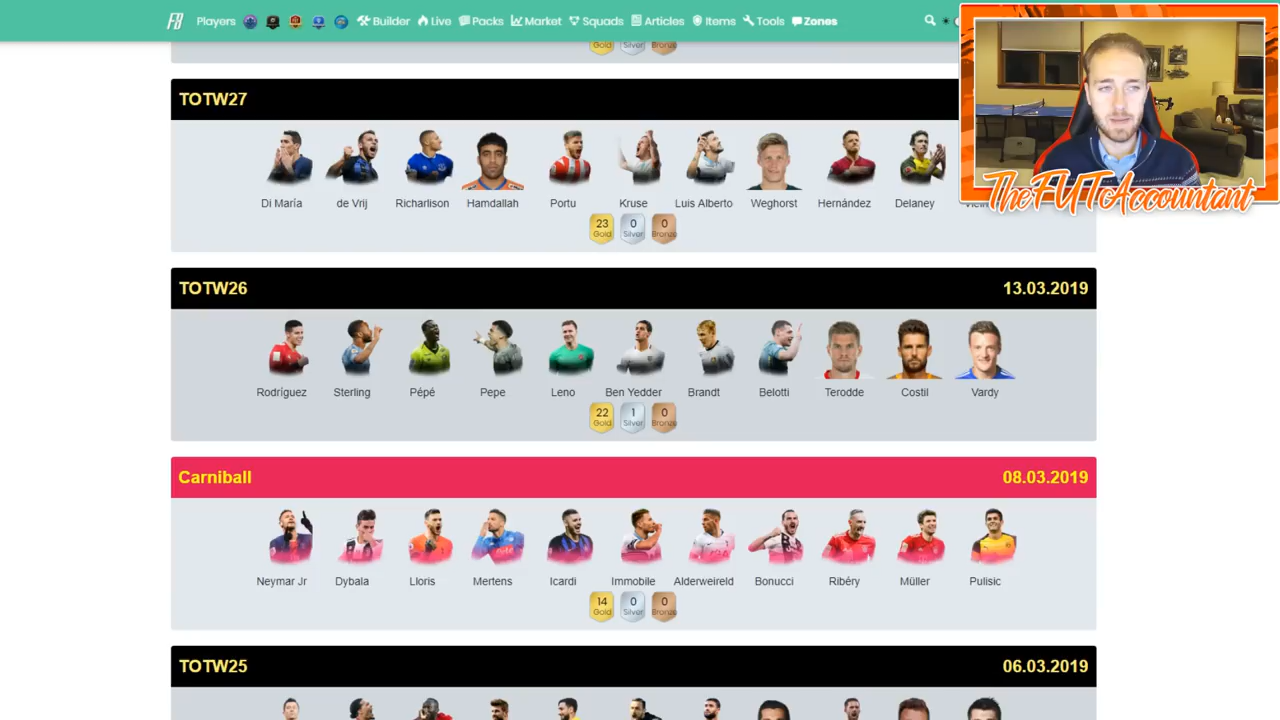 FB Players Builder Live Packs Market Squads Articles Items Tools Zones
Gold Silver Bronze
TOTW27
Di María de Vrij Richarlison Hamdallah Portu Kruse Luis Alberto Weghorst Hernández Delaney
23 0 0
Gold Silver Bronze
TheFUTAccountant
TOTW26 13.03.2019
Rodríguez Sterling Pépé Pepe Leno Ben Yedder Brandt Belotti Terodde Costil Vardy
22 1 0
Gold Silver Bronze
Carniball 08.03.2019
Neymar Jr Dybala Lloris Mertens Icardi Immobile Alderweireld Bonucci Ribéry Müller Pulisic
14 0 0
Gold Silver Bronze
TOTW25 06.03.2019